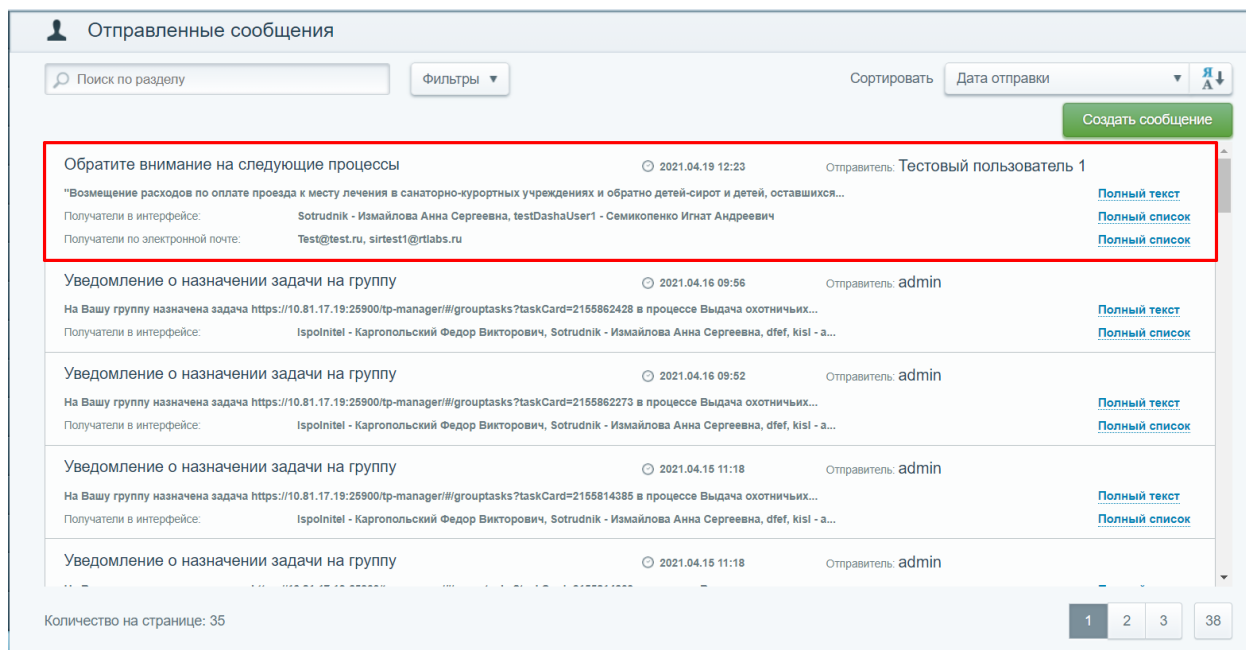 Отправленные сообщения
Поиск по разделу
Фильтры ▼
Сортировать
Дата отправки ▼
Я
А
Создать сообщение
Обратите внимание на следующие процессы 2021.04.19 12:23 Отправитель: Тестовый пользователь 1
"Возмещение расходов по оплате проезда к месту лечения в санаторно-курортных учреждениях и обратно детей-сирот и детей, оставшихся... Полный текст
Получатели в интерфейсе: Sotrudnik - Измайлова Анна Сергеевна, testDashaUser1 - Семикопенко Игнат Андреевич Полный список
Получатели по электронной почте: Test@test.ru, sirtest1@rtlabs.ru Полный список
Уведомление о назначении задачи на группу 2021.04.16 09:56 Отправитель: admin
На Вашу группу назначена задача https://10.81.17.19:25900/tp-manager/#/grouptasks?taskCard=2155862428 в процессе Выдача охотничьих... Полный текст
Получатели в интерфейсе: Ispolnitel - Каргопольский Федор Викторович, Sotrudnik - Измайлова Анна Сергеевна, dfef, kisl - a... Полный список
Уведомление о назначении задачи на группу 2021.04.16 09:52 Отправитель: admin
На Вашу группу назначена задача https://10.81.17.19:25900/tp-manager/#/grouptasks?taskCard=2155862273 в процессе Выдача охотничьих... Полный текст
Получатели в интерфейсе: Ispolnitel - Каргопольский Федор Викторович, Sotrudnik - Измайлова Анна Сергеевна, dfef, kisl - a... Полный список
Уведомление о назначении задачи на группу 2021.04.15 11:18 Отправитель: admin
На Вашу группу назначена задача https://10.81.17.19:25900/tp-manager/#/grouptasks?taskCard=2155814385 в процессе Выдача охотничьих... Полный текст
Получатели в интерфейсе: Ispolnitel - Каргопольский Федор Викторович, Sotrudnik - Измайлова Анна Сергеевна, dfef, kisl - a... Полный список
Уведомление о назначении задачи на группу 2021.04.15 11:18 Отправитель: admin
Количество на странице: 35
1 2 3 38